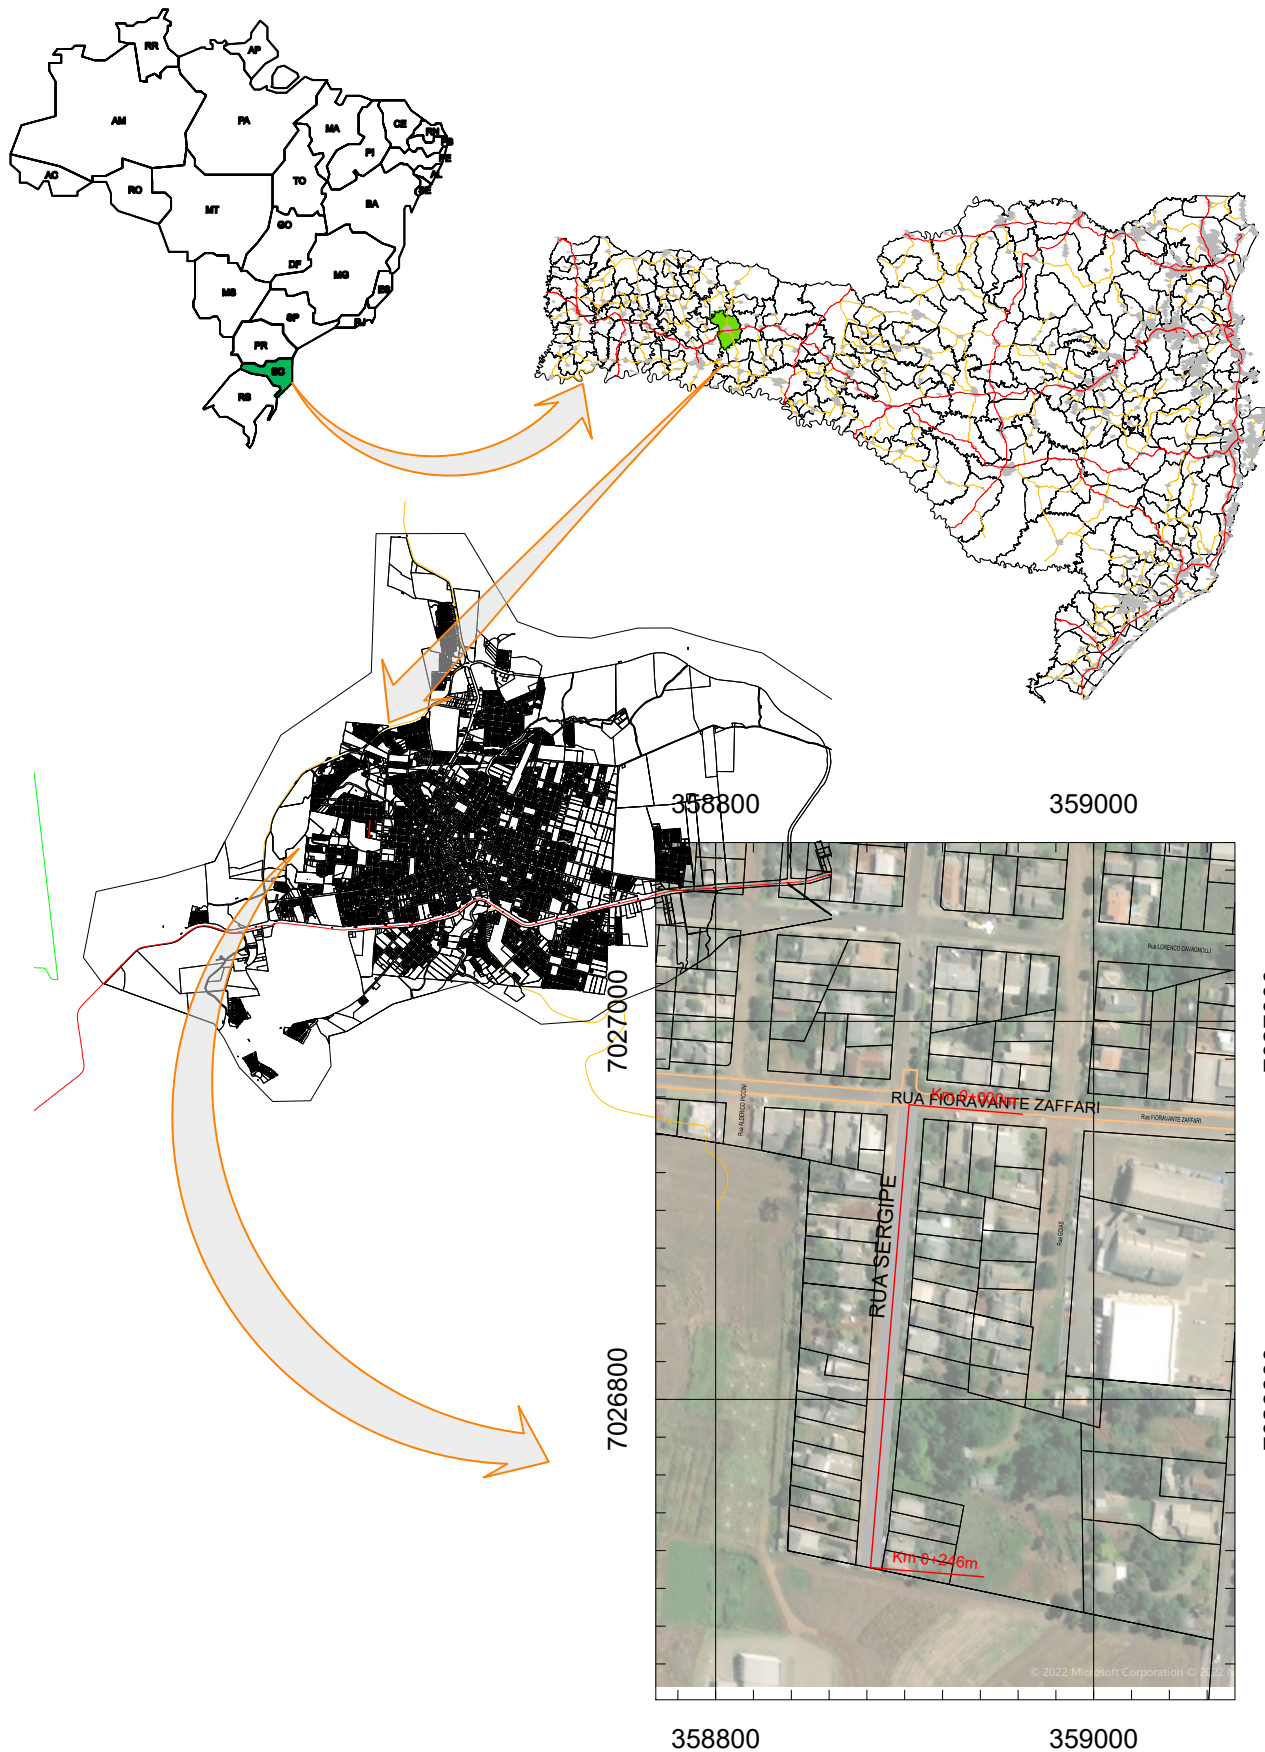 RR
AP
AM
PA
MA
CE
RN
PB
PI
PE
AC
AL
TO
SE
RO
BA
MT
GO
DF
MG
MS
ES
SP
RJ
PR
SC
RS
358800
359000
Rua LORENCO CAVAGNOLLI
7027000
Km 0+000m
RUA FIORAVANTE ZAFFARI
Rua FIORAVANTE ZAFFARI
RUA SERGIPE
Rua GOIAS
7026800
Km 0+246m
© 2022 Microsoft Corporation © 2022
358800
359000